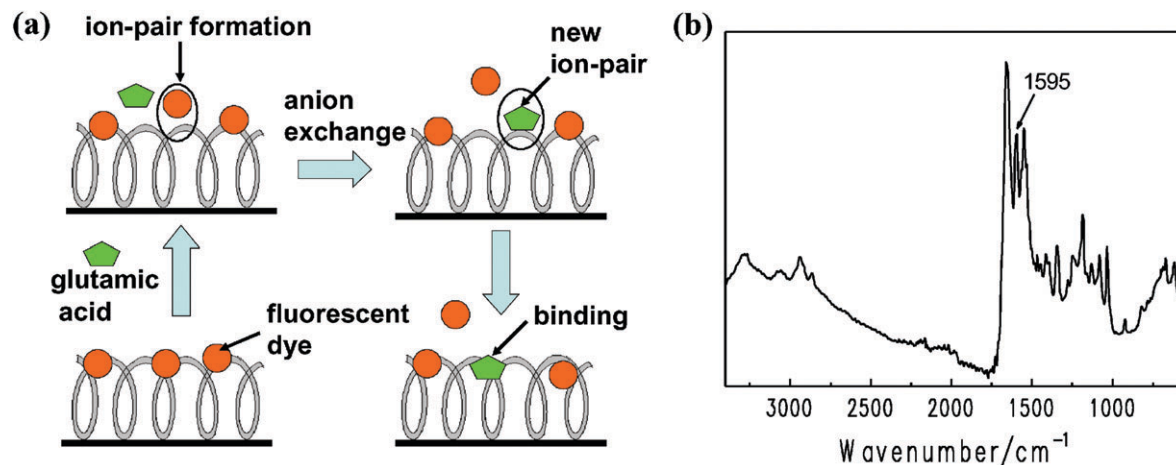 (a)
ion-pair formation
new
ion-pair
anion
exchange
glutamic
acid
fluorescent
dye
binding
(b)
1595
3000 2500 2000 1500 1000
Wavenumber/cm⁻¹